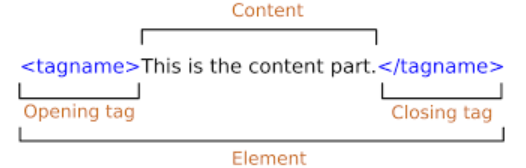 Content
<tagname>This is the content part.</tagname>
Opening tag Closing tag
Element